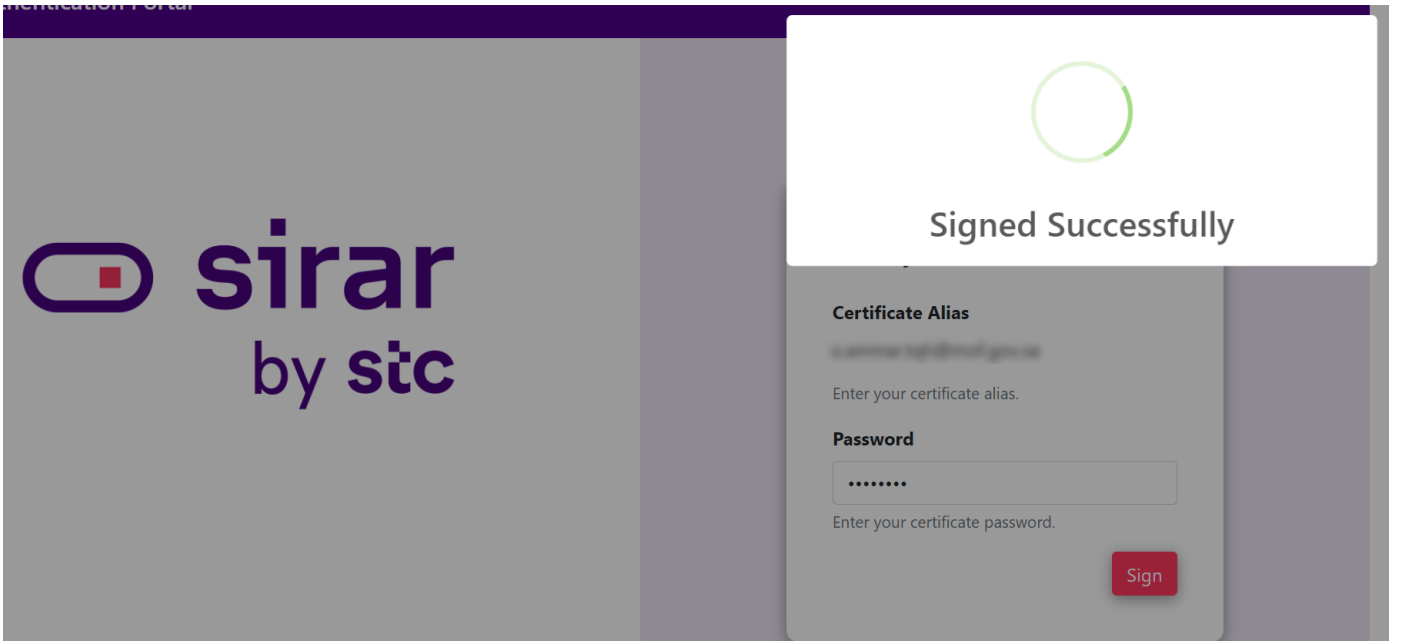 Signed Successfully
sirar
by stc
Certificate Alias
Enter your certificate alias.
Password
••••••••
Enter your certificate password.
Sign